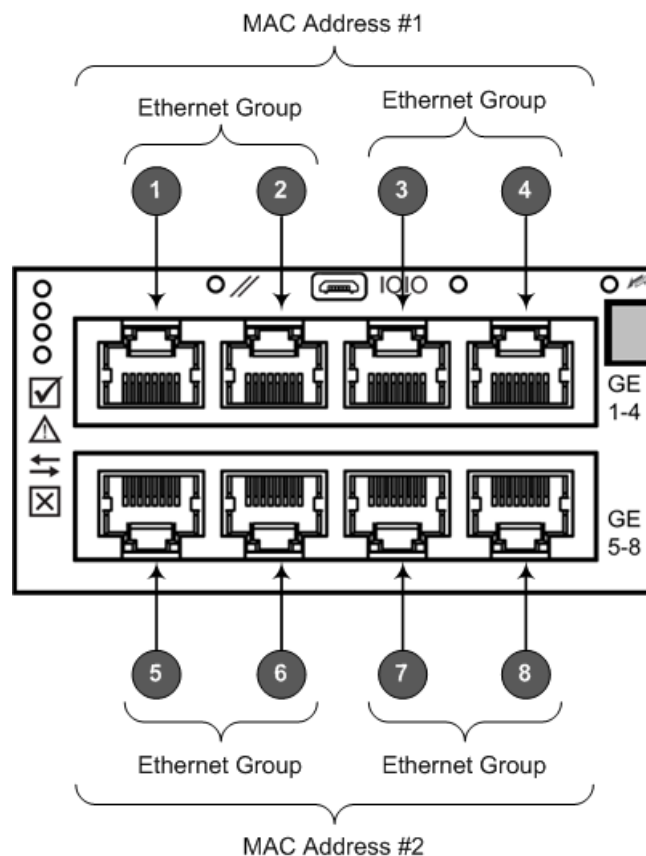 MAC Address #1
Ethernet Group
Ethernet Group
1
2
3
4
IOIO
GE
1-4
GE
5-8
5
6
7
8
Ethernet Group
Ethernet Group
MAC Address #2